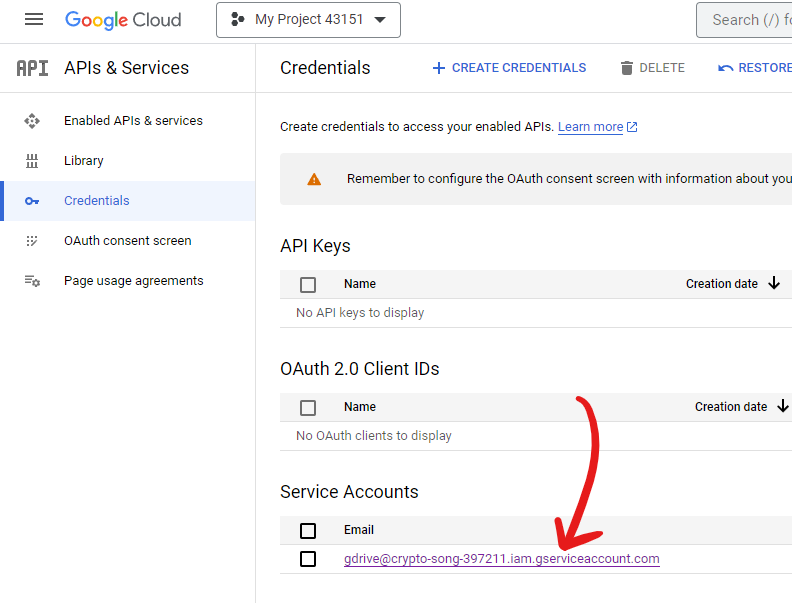 Google Cloud
My Project 43151
Search (/) fo
API
APIs & Services
Credentials
CREATE CREDENTIALS
DELETE
RESTORE
Enabled APIs & services
Library
Credentials
OAuth consent screen
Page usage agreements
Create credentials to access your enabled APIs. Learn more
Remember to configure the OAuth consent screen with information about you
API Keys
Name
Creation date
No API keys to display
OAuth 2.0 Client IDs
Name
Creation date
No OAuth clients to display
Service Accounts
Email
gdrive@crypto-song-397211.iam.gserviceaccount.com